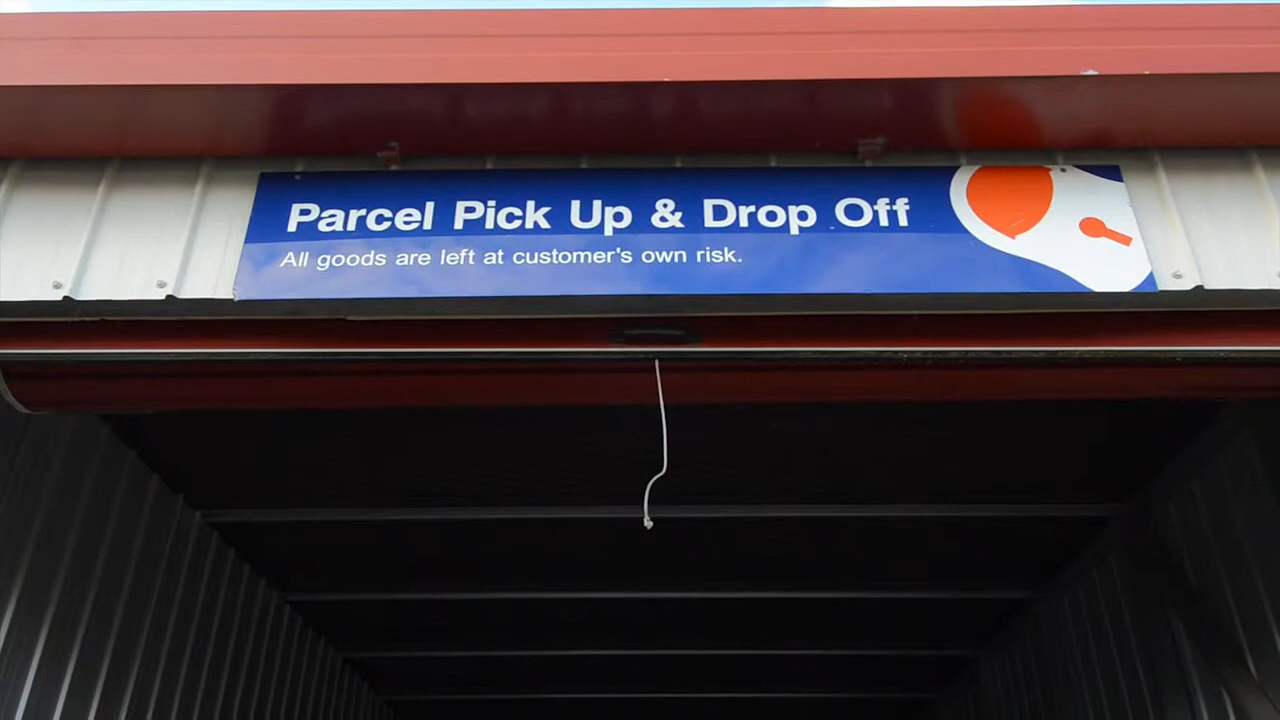 Parcel Pick Up & Drop Off
All goods are left at customer's own risk.